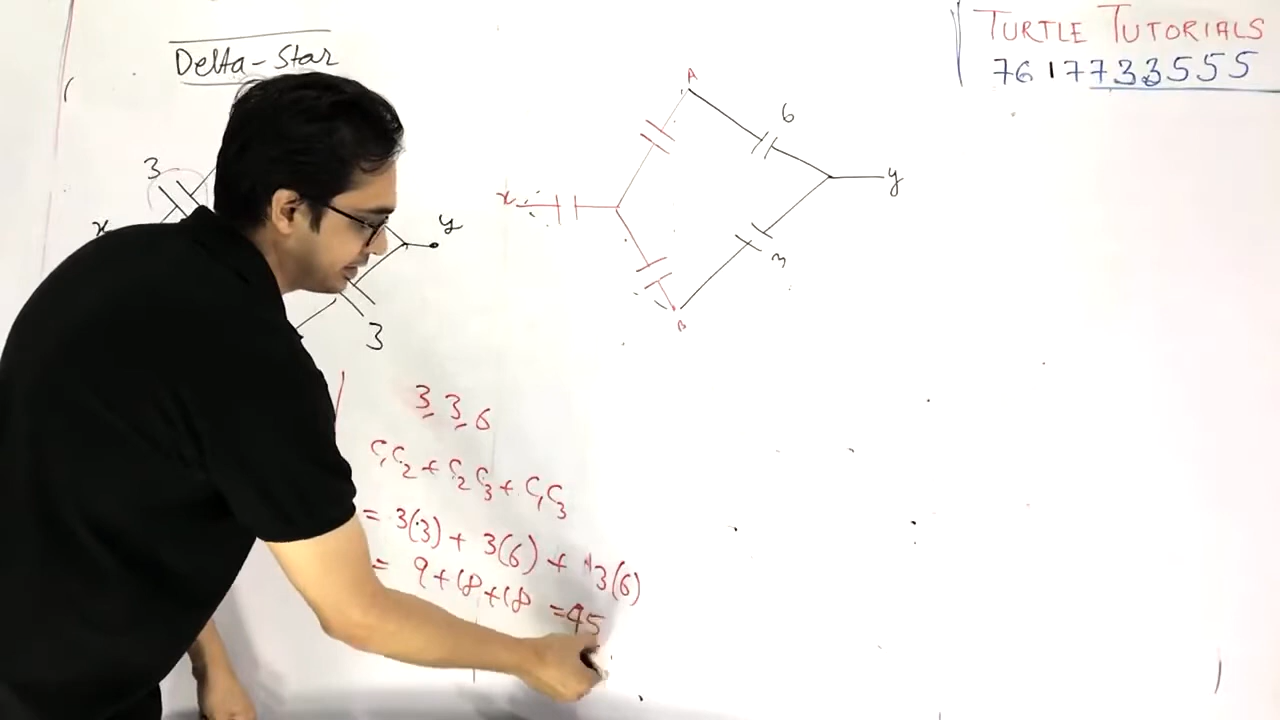 Delta-Star
TURTLE TUTORIALS
7617733555
3
x
y
3
A
6
x
y
3
B
3 3 6
C₁C₂ + C₂C₃ + C₁C₃
= 3(3) + 3(6) + 3(6)
= 9+18+18 =45